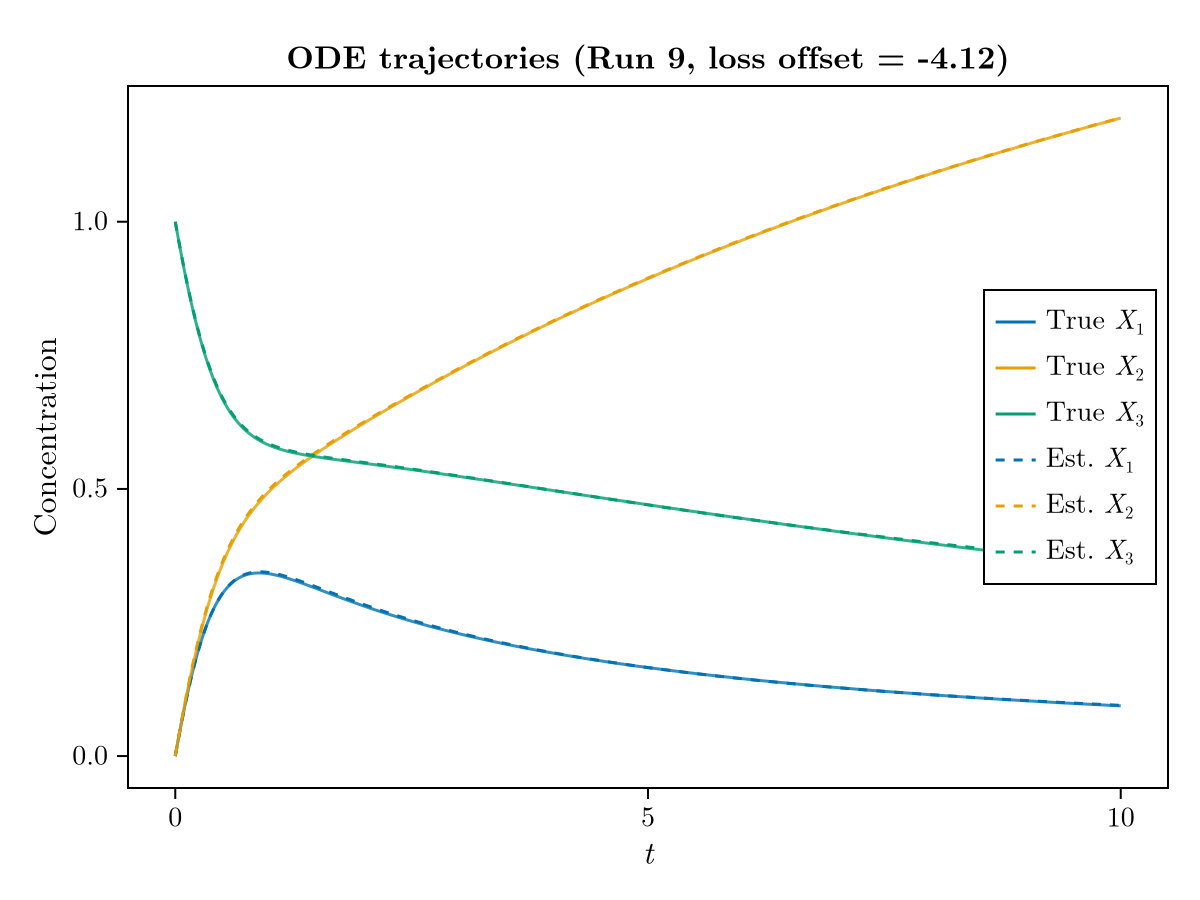 ODE trajectories (Run 9, loss offset = -4.12)
Concentration
1.0
0.5
0.0
0
5
10
t
True X₁
True X₂
True X₃
Est. X₁
Est. X₂
Est. X₃